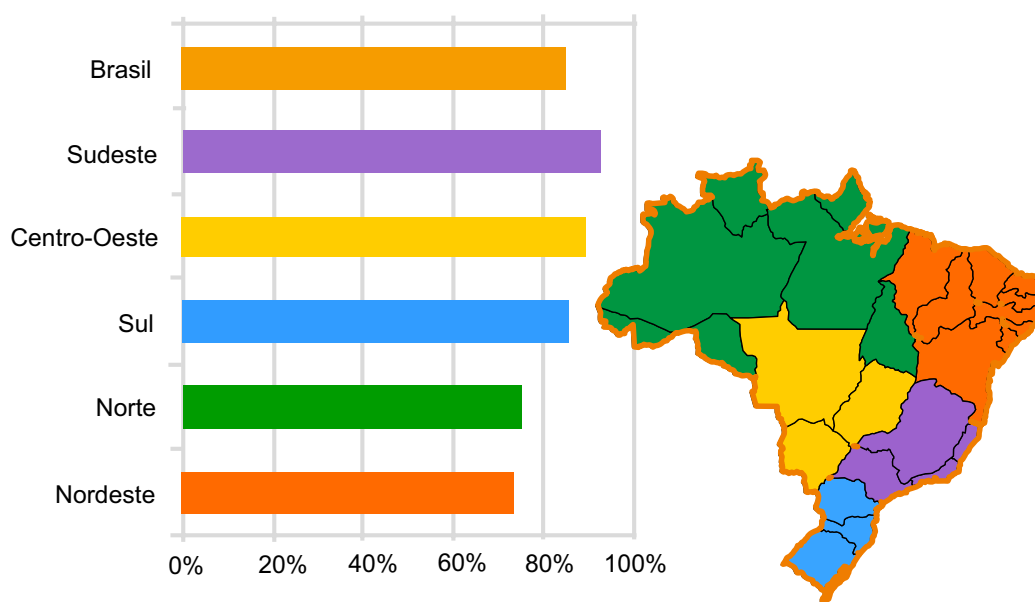 Brasil
Sudeste
Centro-Oeste
Sul
Norte
Nordeste
0% 20% 40% 60% 80% 100%